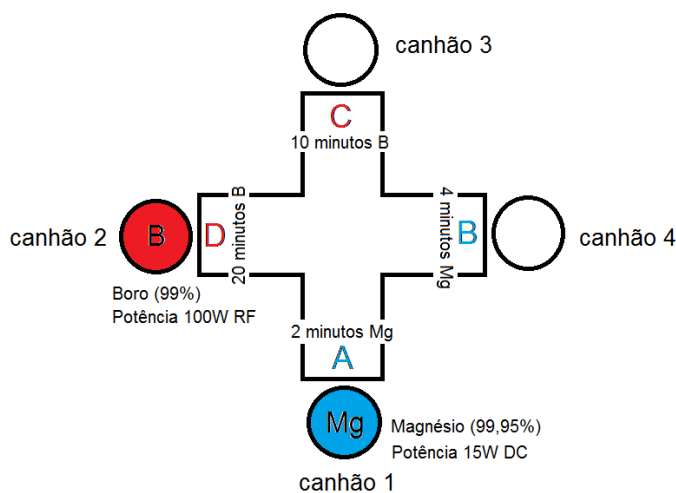 canhão 3
C
10 minutos B
canhão 2
B
D
20 minutos B
4 minutos Mg
B
canhão 4
Boro (99%)
Potência 100W RF
2 minutos Mg
A
Mg
Magnésio (99,95%)
Potência 15W DC
canhão 1